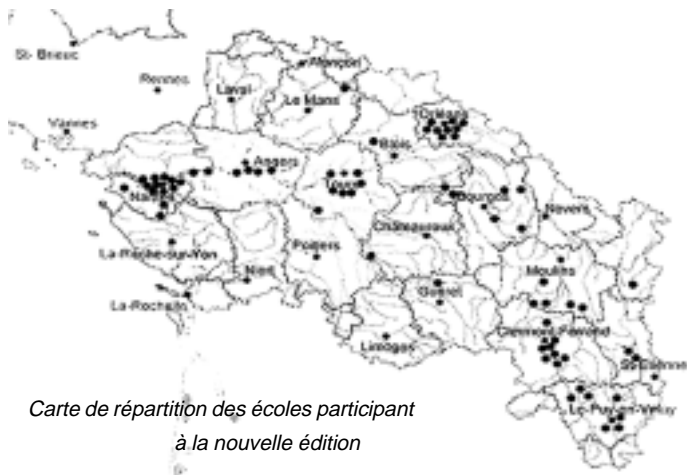 St-Brieuc
Alençon
Rennes
Laval
Le Mans
Orléans
Vannes
Blois
Angers
Tours
Nantes
Bourges
Nevers
Châteauroux
La-Roche-sur-Yon
Poitiers
Moulins
Niort
Guéret
La-Rochelle
Clermont-Ferrand
Limoges
St-Etienne
Le-Puy-en-Velay
Carte de répartition des écoles participant
à la nouvelle édition